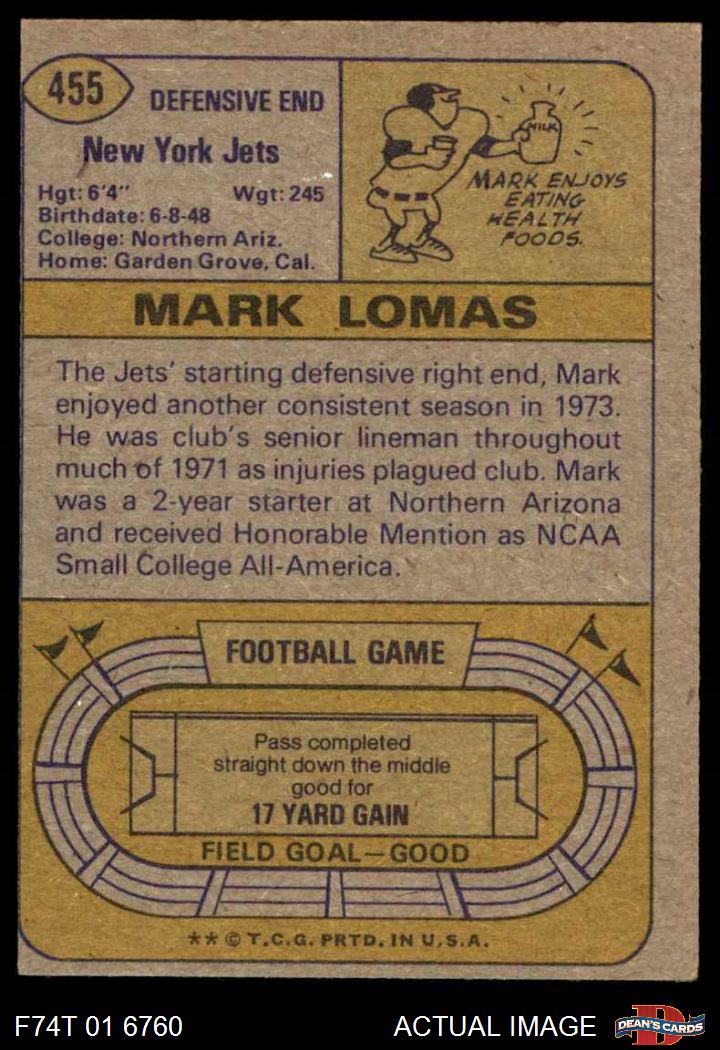 455
DEFENSIVE END
New York Jets
Hgt: 6'4" Wgt: 245
Birthdate: 6-8-48
College: Northern Ariz.
Home: Garden Grove, Cal.
MILK
MARK ENJOYS
EATING
HEALTH
FOODS.
MARK LOMAS
The Jets' starting defensive right end, Mark
enjoyed another consistent season in 1973.
He was club's senior lineman throughout
much of 1971 as injuries plagued club. Mark
was a 2-year starter at Northern Arizona
and received Honorable Mention as NCAA
Small College All-America.
FOOTBALL GAME
Pass completed
straight down the middle
good for
17 YARD GAIN
FIELD GOAL—GOOD
** © T.C.G. PRTD. IN U.S.A.
F74T 01 6760 ACTUAL IMAGE
D
DEAN'S CARDS